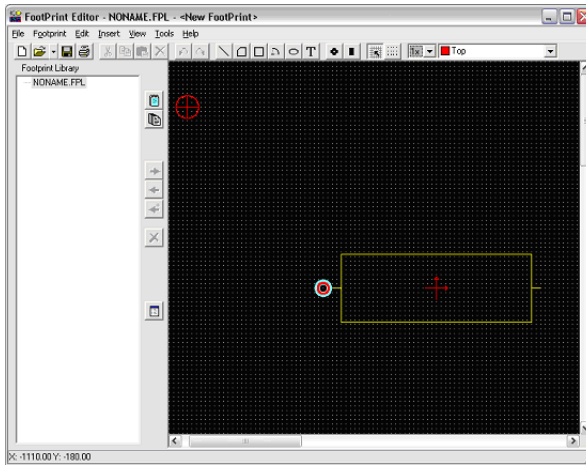 FootPrint Editor - NONAME.FPL - <New FootPrint>
File Footprint Edit Insert View Tools Help
T Top
Footprint Library
NONAME.FPL
X: -1110.00 Y: -180.00